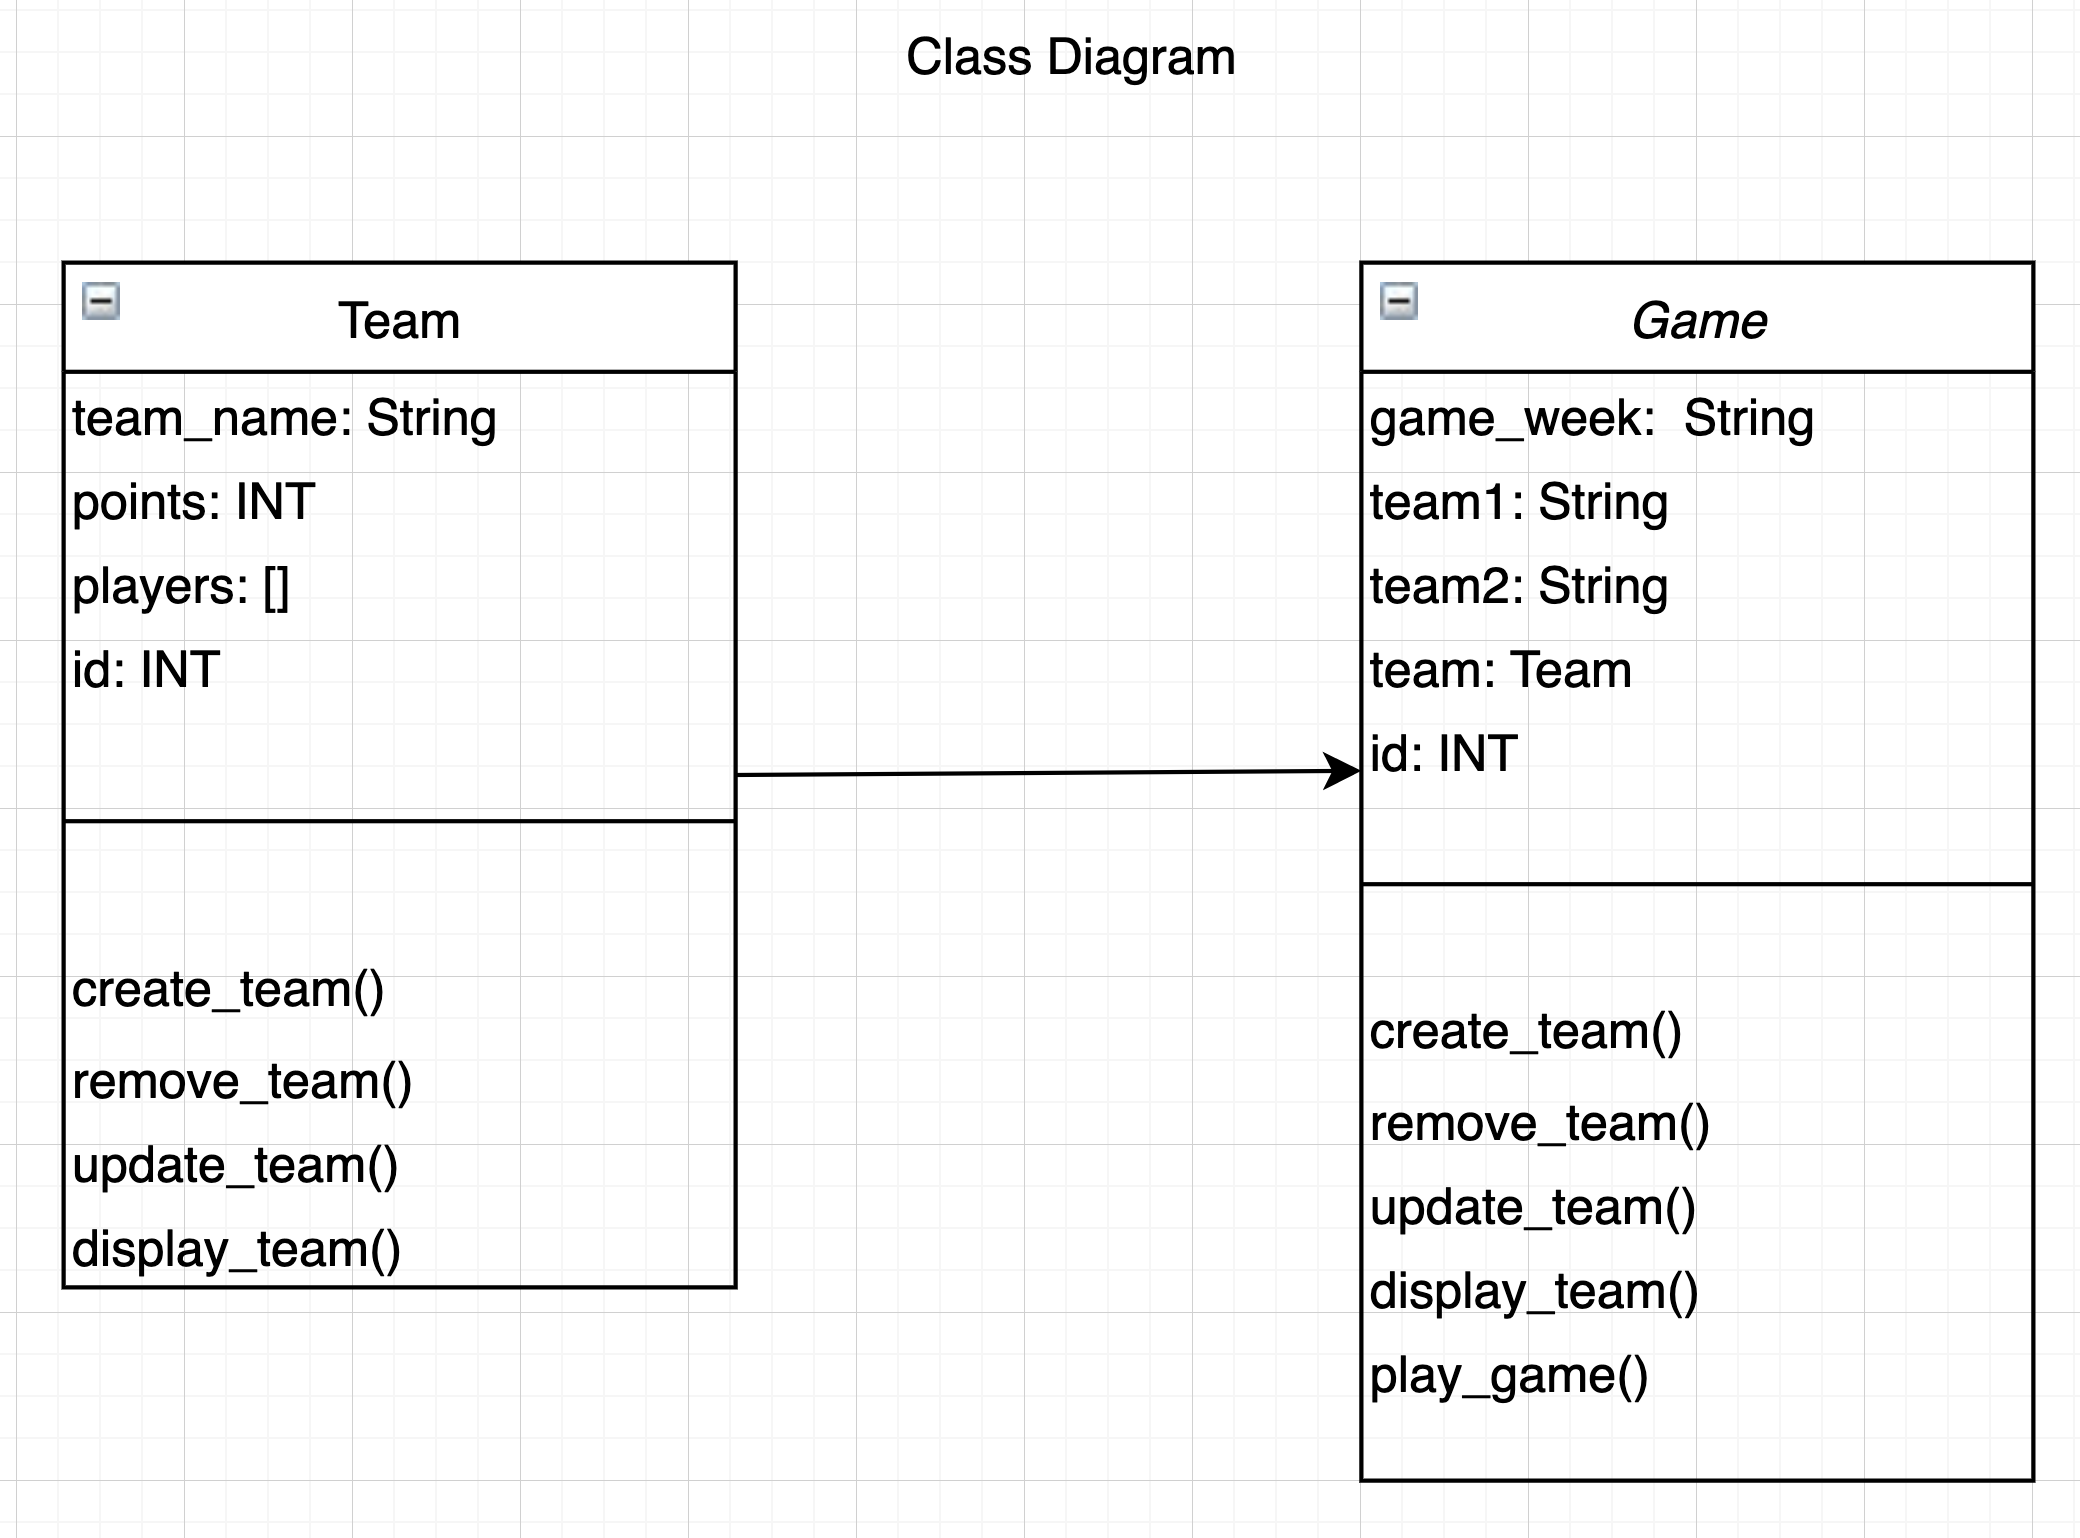 Class Diagram
Team
team_name: String
points: INT
players: []
id: INT
create_team()
remove_team()
update_team()
display_team()
Game
game_week:  String
team1: String
team2: String
team: Team
id: INT
create_team()
remove_team()
update_team()
display_team()
play_game()